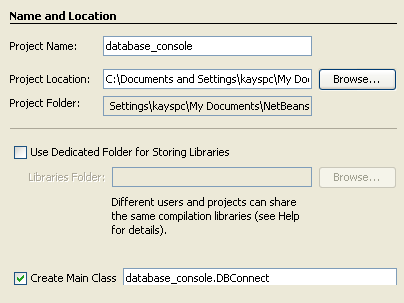 Name and Location
Project Name: database_console
Project Location: C:\Documents and Settings\kayspc\My Doc Browse...
Project Folder: Settings\kayspc\My Documents\NetBeans
Use Dedicated Folder for Storing Libraries
Libraries Folder: Browse...
Different users and projects can share
the same compilation libraries (see Help
for details).
Create Main Class database_console.DBConnect